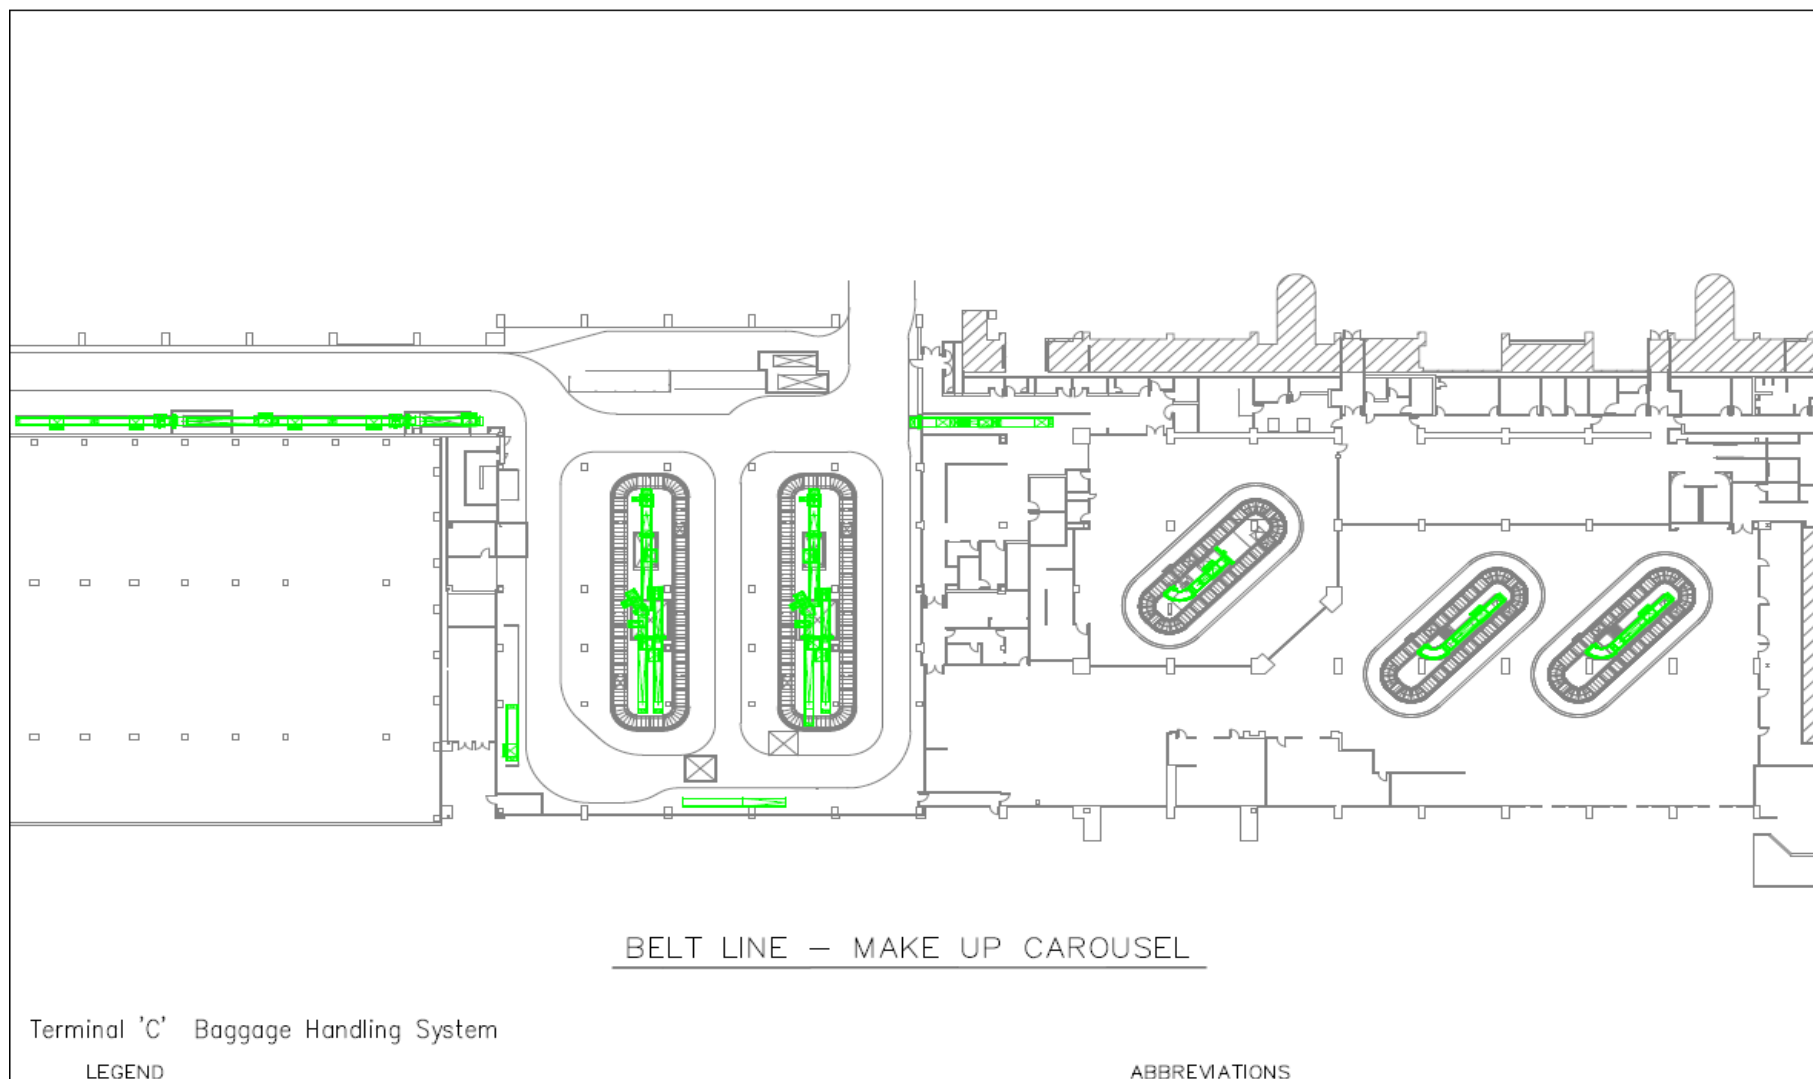 BELT LINE – MAKE UP CAROUSEL
Terminal 'C' Baggage Handling System
LEGEND
ABBREVIATIONS